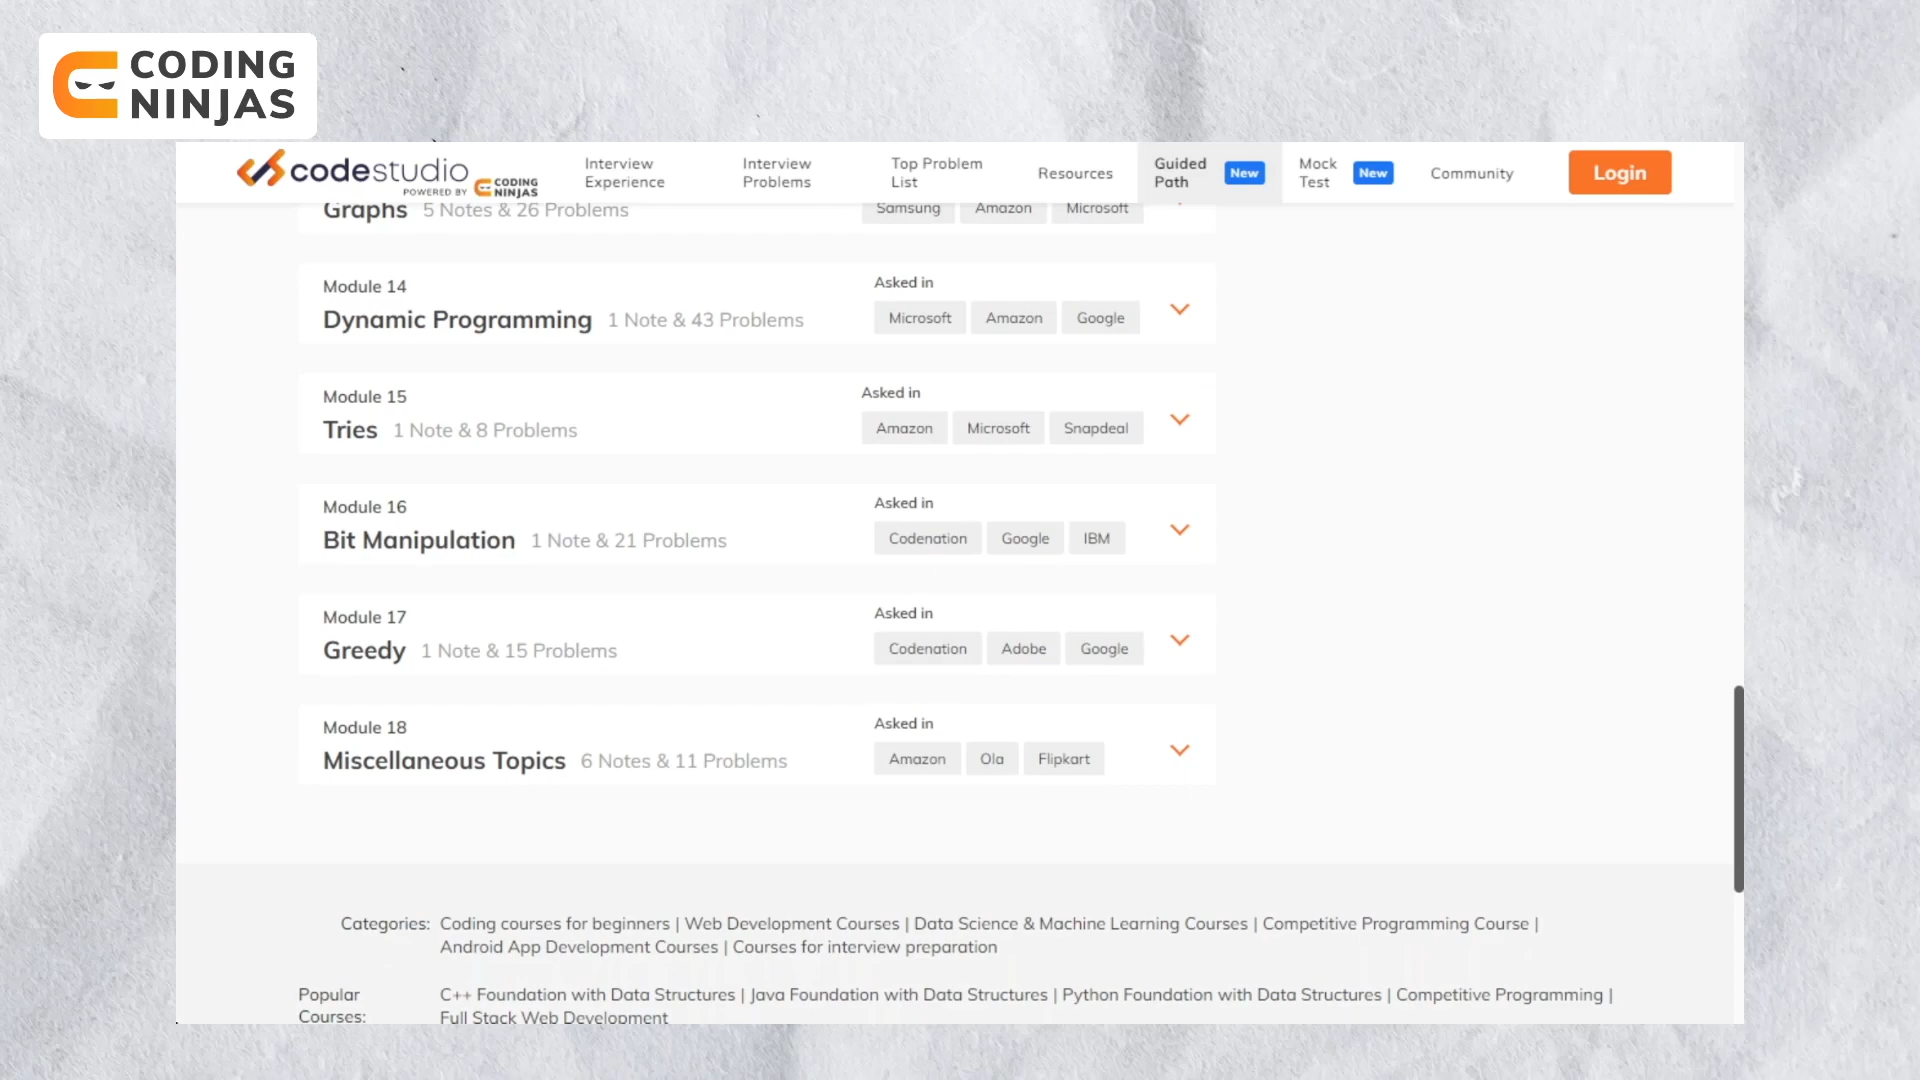 CODING
NINJAS
codestudio
POWERED BY CODING NINJAS
Interview Experience
Interview Problems
Top Problem List
Resources
Guided Path New
Mock Test New
Community
Login
Graphs 5 Notes & 26 Problems
Samsung Amazon Microsoft
Module 14
Dynamic Programming 1 Note & 43 Problems
Asked in
Microsoft Amazon Google
Module 15
Tries 1 Note & 8 Problems
Asked in
Amazon Microsoft Snapdeal
Module 16
Bit Manipulation 1 Note & 21 Problems
Asked in
Codenation Google IBM
Module 17
Greedy 1 Note & 15 Problems
Asked in
Codenation Adobe Google
Module 18
Miscellaneous Topics 6 Notes & 11 Problems
Asked in
Amazon Ola Flipkart
Categories: Coding courses for beginners | Web Development Courses | Data Science & Machine Learning Courses | Competitive Programming Course |
Android App Development Courses | Courses for interview preparation
Popular Courses: C++ Foundation with Data Structures | Java Foundation with Data Structures | Python Foundation with Data Structures | Competitive Programming |
Full Stack Web Development